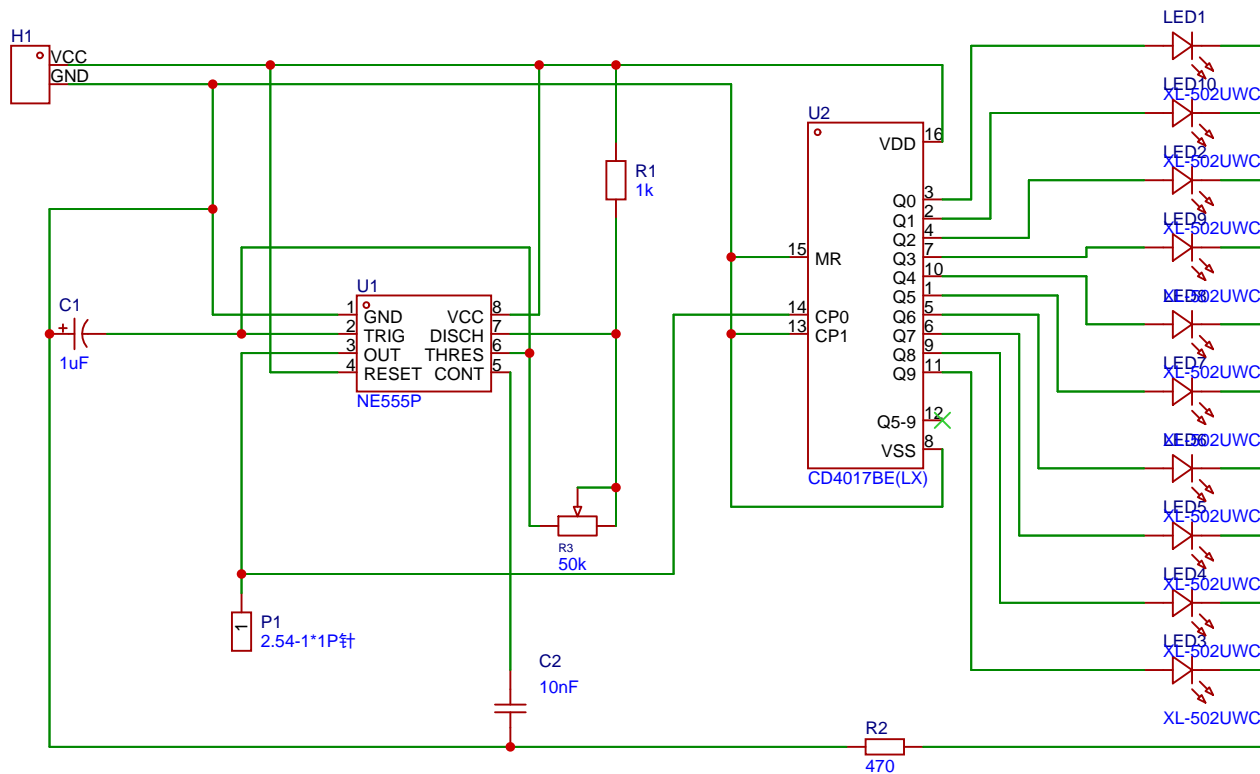 H1
VCC
GND
R1
1k
C1
+
1uF
U1
1
GND
2
TRIG
3
OUT
4
RESET
VCC
8
DISCH
7
THRES
6
CONT
5
NE555P
R3
50k
P1
1
2.54-1*1P针
C2
10nF
U2
15
MR
14
CP0
13
CP1
VDD
16
Q0
3
Q1
2
Q2
4
Q3
7
Q4
10
Q5
1
Q6
5
Q7
6
Q8
9
Q9
11
Q5-9
12
VSS
8
CD4017BE(LX)
R2
470
LED1
XL-502UWC
LED10
XL-502UWC
LED2
XL-502UWC
LED9
XL-502UWC
LED8
XL-502UWC
LED7
XL-502UWC
LED6
XL-502UWC
LED5
XL-502UWC
LED4
XL-502UWC
LED3
XL-502UWC